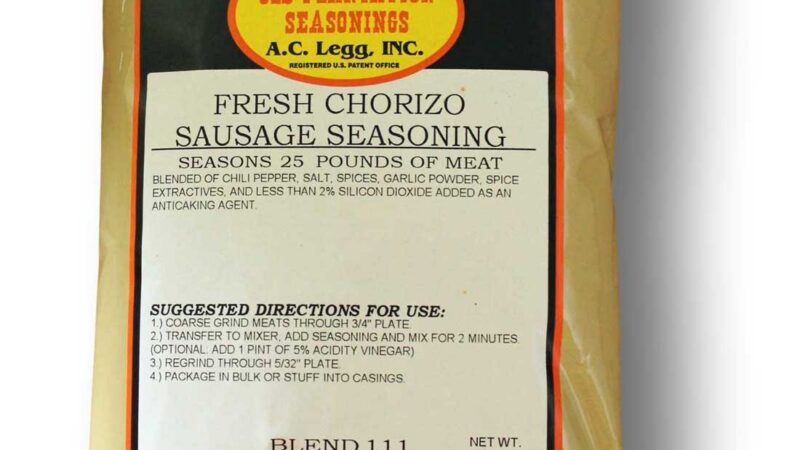 SEASONINGS
A.C. Legg, INC.
REGISTERED U.S. PATENT OFFICE
FRESH CHORIZO
SAUSAGE SEASONING
SEASONS 25 POUNDS OF MEAT
BLENDED OF CHILI PEPPER, SALT, SPICES, GARLIC POWDER, SPICE
EXTRACTIVES, AND LESS THAN 2% SILICON DIOXIDE ADDED AS AN
ANTICAKING AGENT.
SUGGESTED DIRECTIONS FOR USE:
1.) COARSE GRIND MEATS THROUGH 3/4" PLATE.
2.) TRANSFER TO MIXER, ADD SEASONING AND MIX FOR 2 MINUTES.
(OPTIONAL: ADD 1 PINT OF 5% ACIDITY VINEGAR)
3.) REGRIND THROUGH 5/32" PLATE.
4.) PACKAGE IN BULK OR STUFF INTO CASINGS.
BLEND 111
NET WT.